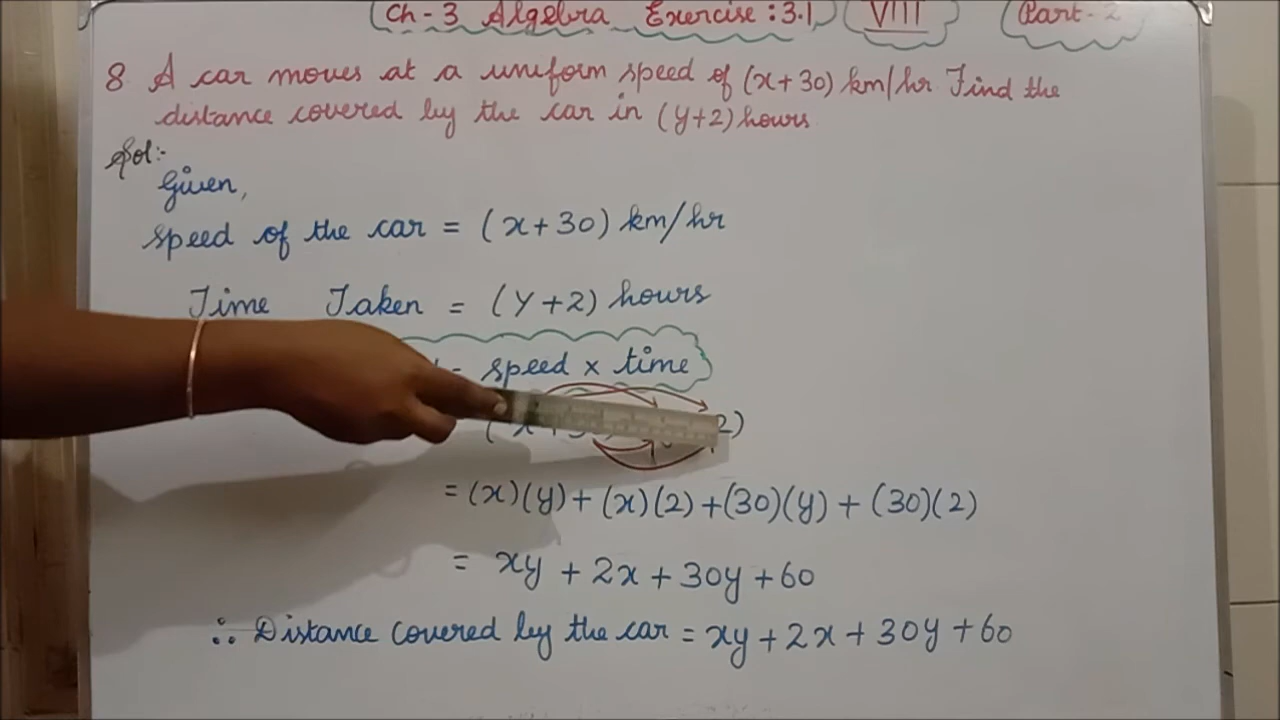 Ch - 3 Algebra Exercise : 3.1 VIII Part - 2
8 A car moves at a uniform speed of (x+30) km/hr. Find the
distance covered by the car in (y+2) hours
Sol:-
Given,
speed of the car = (x+30) km/hr
Time Taken = (y+2) hours
speed × time
2)
= (x)(y) + (x)(2) + (30)(y) + (30)(2)
= xy + 2x + 30y + 60
∴ Distance covered by the car = xy + 2x + 30y + 60